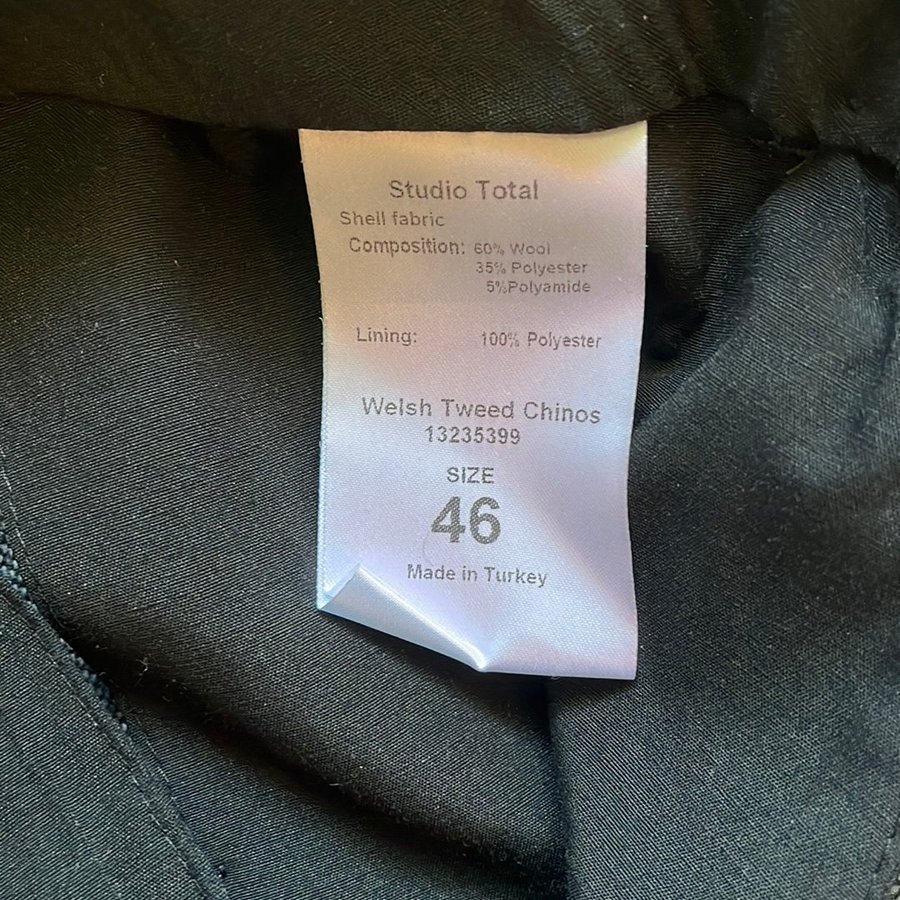 Studio Total
Shell fabric
Composition: 60% Wool
35% Polyester
5%Polyamide
Lining: 100% Polyester
Welsh Tweed Chinos
13235399
SIZE
46
Made in Turkey